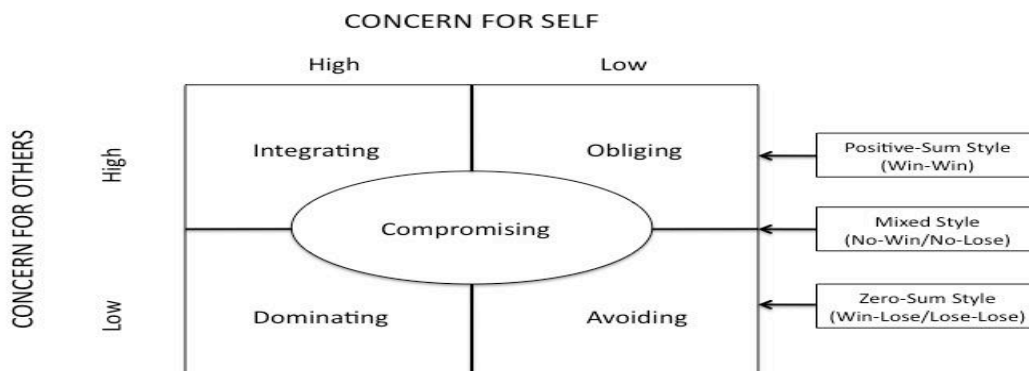 CONCERN FOR SELF
High
Low
CONCERN FOR OTHERS
High
Integrating
Obliging
Positive-Sum Style
(Win-Win)
Compromising
Mixed Style
(No-Win/No-Lose)
Low
Dominating
Avoiding
Zero-Sum Style
(Win-Lose/Lose-Lose)